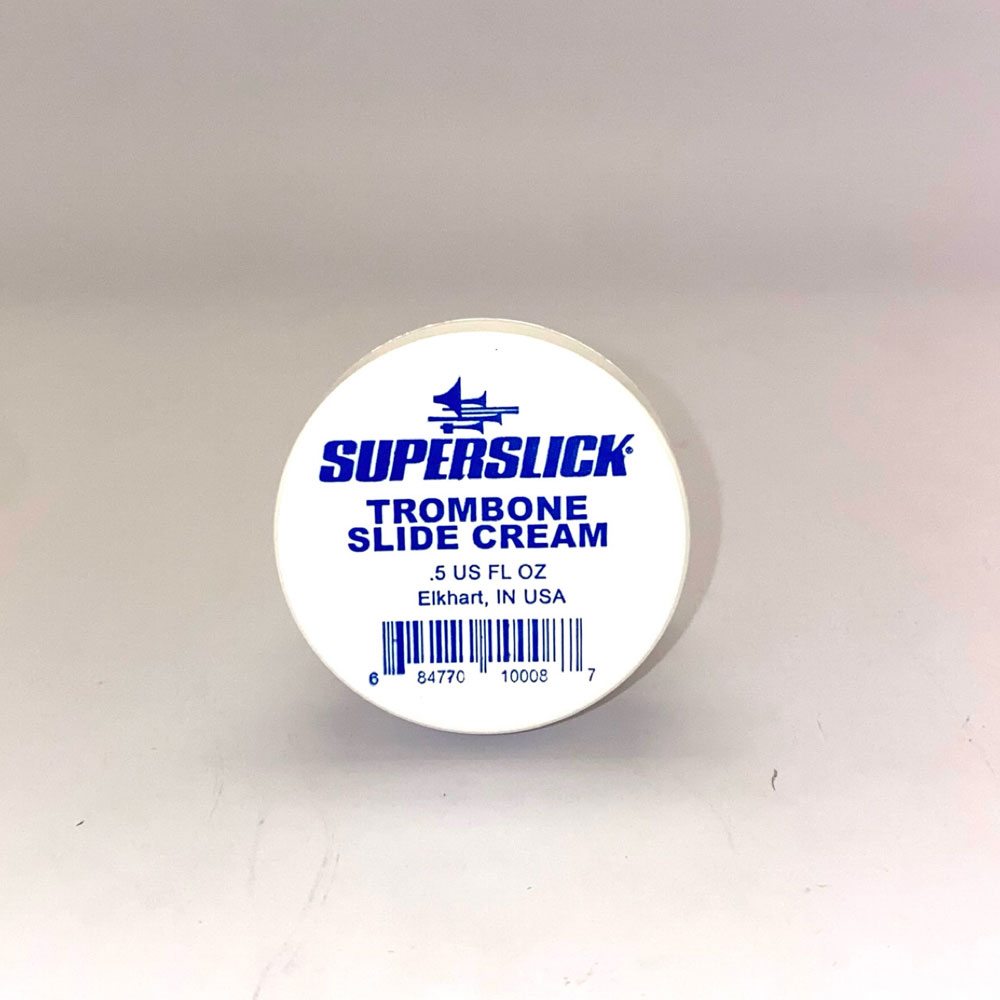 SUPERSLICK®
TROMBONE
SLIDE CREAM
.5 US FL OZ
Elkhart, IN USA
6 84770 10008 7